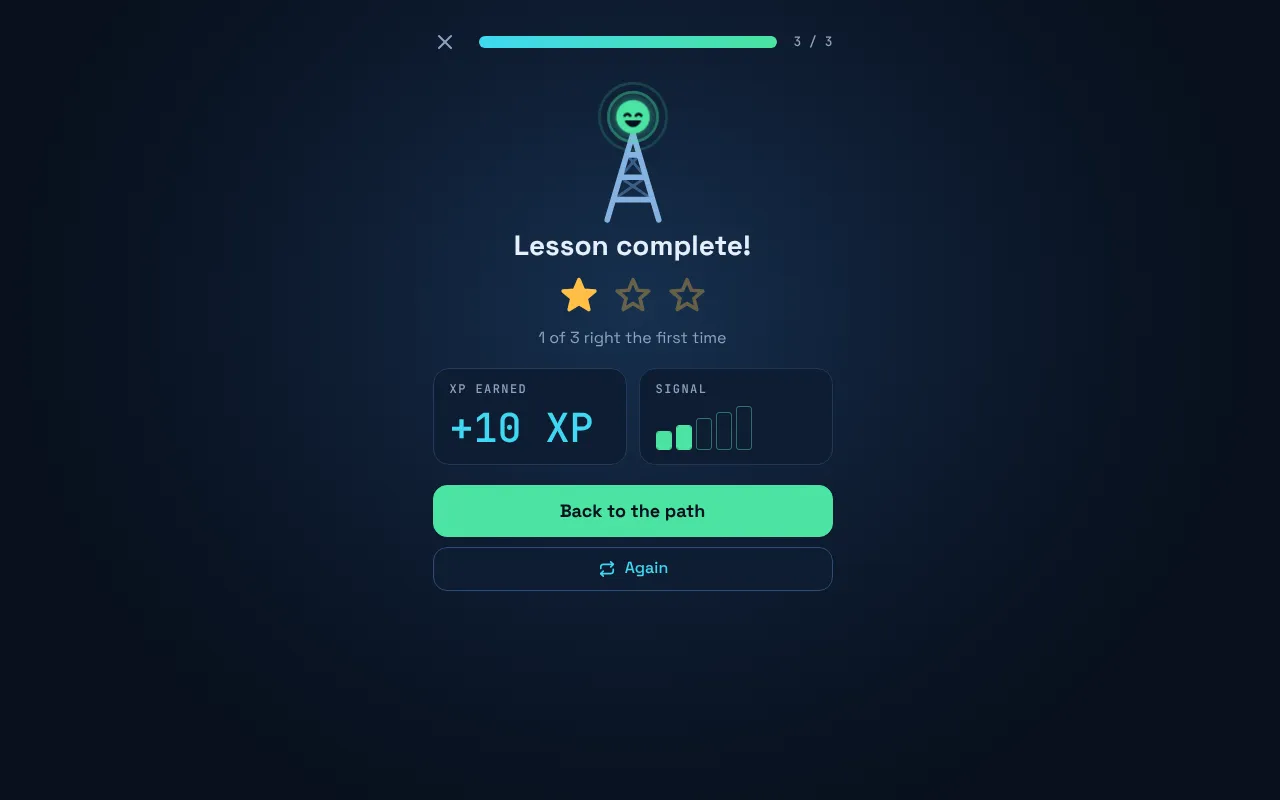 3 / 3
Lesson complete!
1 of 3 right the first time
XP EARNED
+10 XP
SIGNAL
Back to the path
Again